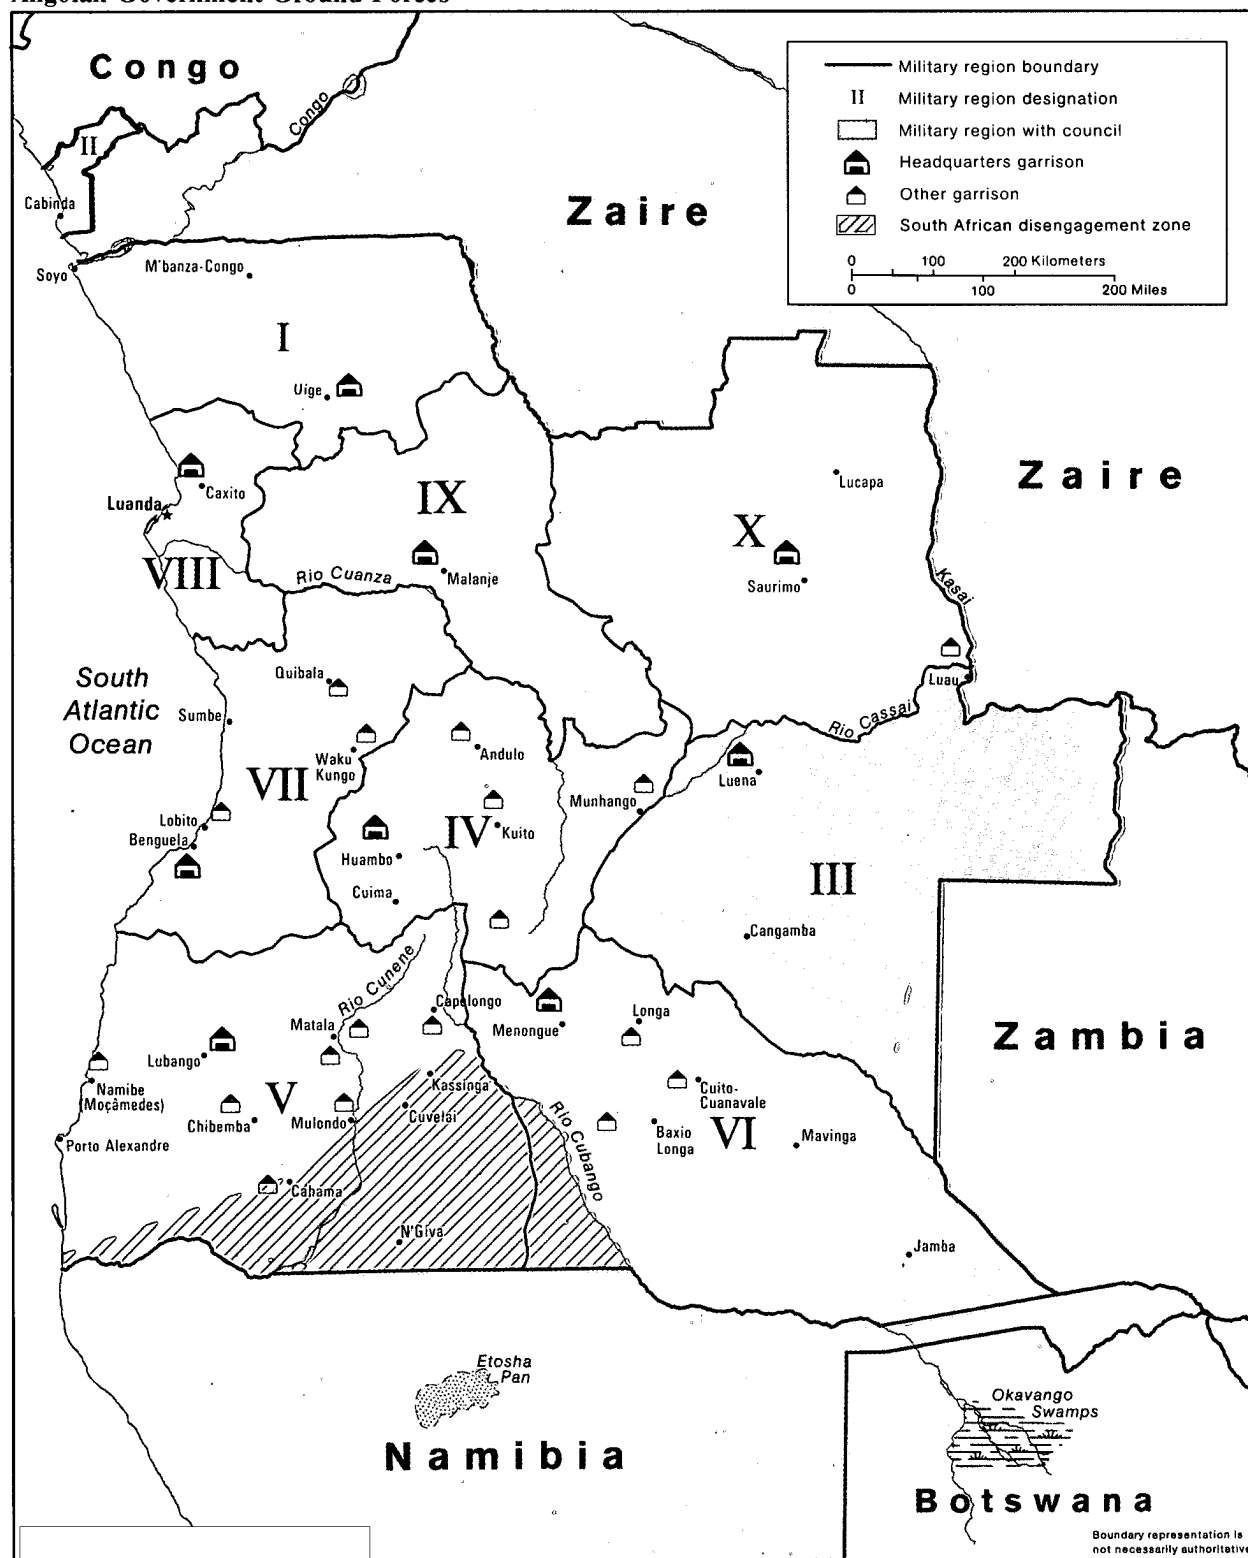 Angolan Government Ground Forces
Congo
Military region boundary
II Military region designation
Military region with council
Headquarters garrison
Other garrison
South African disengagement zone
0 100 200 Kilometers
0 100 200 Miles
Congo
II
Cabinda
Zaire
Soyo
M'banza-Congo
I
Uige
Zaire
Lucapa
IX
Caxito
Luanda
X
VIII
Rio Cuanza
Malanje
Saurimo
Kasai
South
Atlantic
Ocean
Quibala
Luau
Rio Cassai
Sumbe
Waku
Kungo
Andulo
Luena
VII
Munhango
Lobito
Benguela
IV
Kuito
Huambo
III
Cuima
Cangamba
Rio Cunene
Capelongo
Matala
Menongue
Longa
Zambia
Lubango
Namibe
(Moçâmedes)
V
Kassinga
Cuito-
Cuanavale
Chibemba
Mulondo
Cuvelai
Rio Cubango
Baxio
Longa
VI
Mavinga
Porto Alexandre
Cahama
N'Giva
Jamba
Etosha
Pan
Okavango
Swamps
Namibia
Botswana
Boundary representation is
not necessarily authoritative